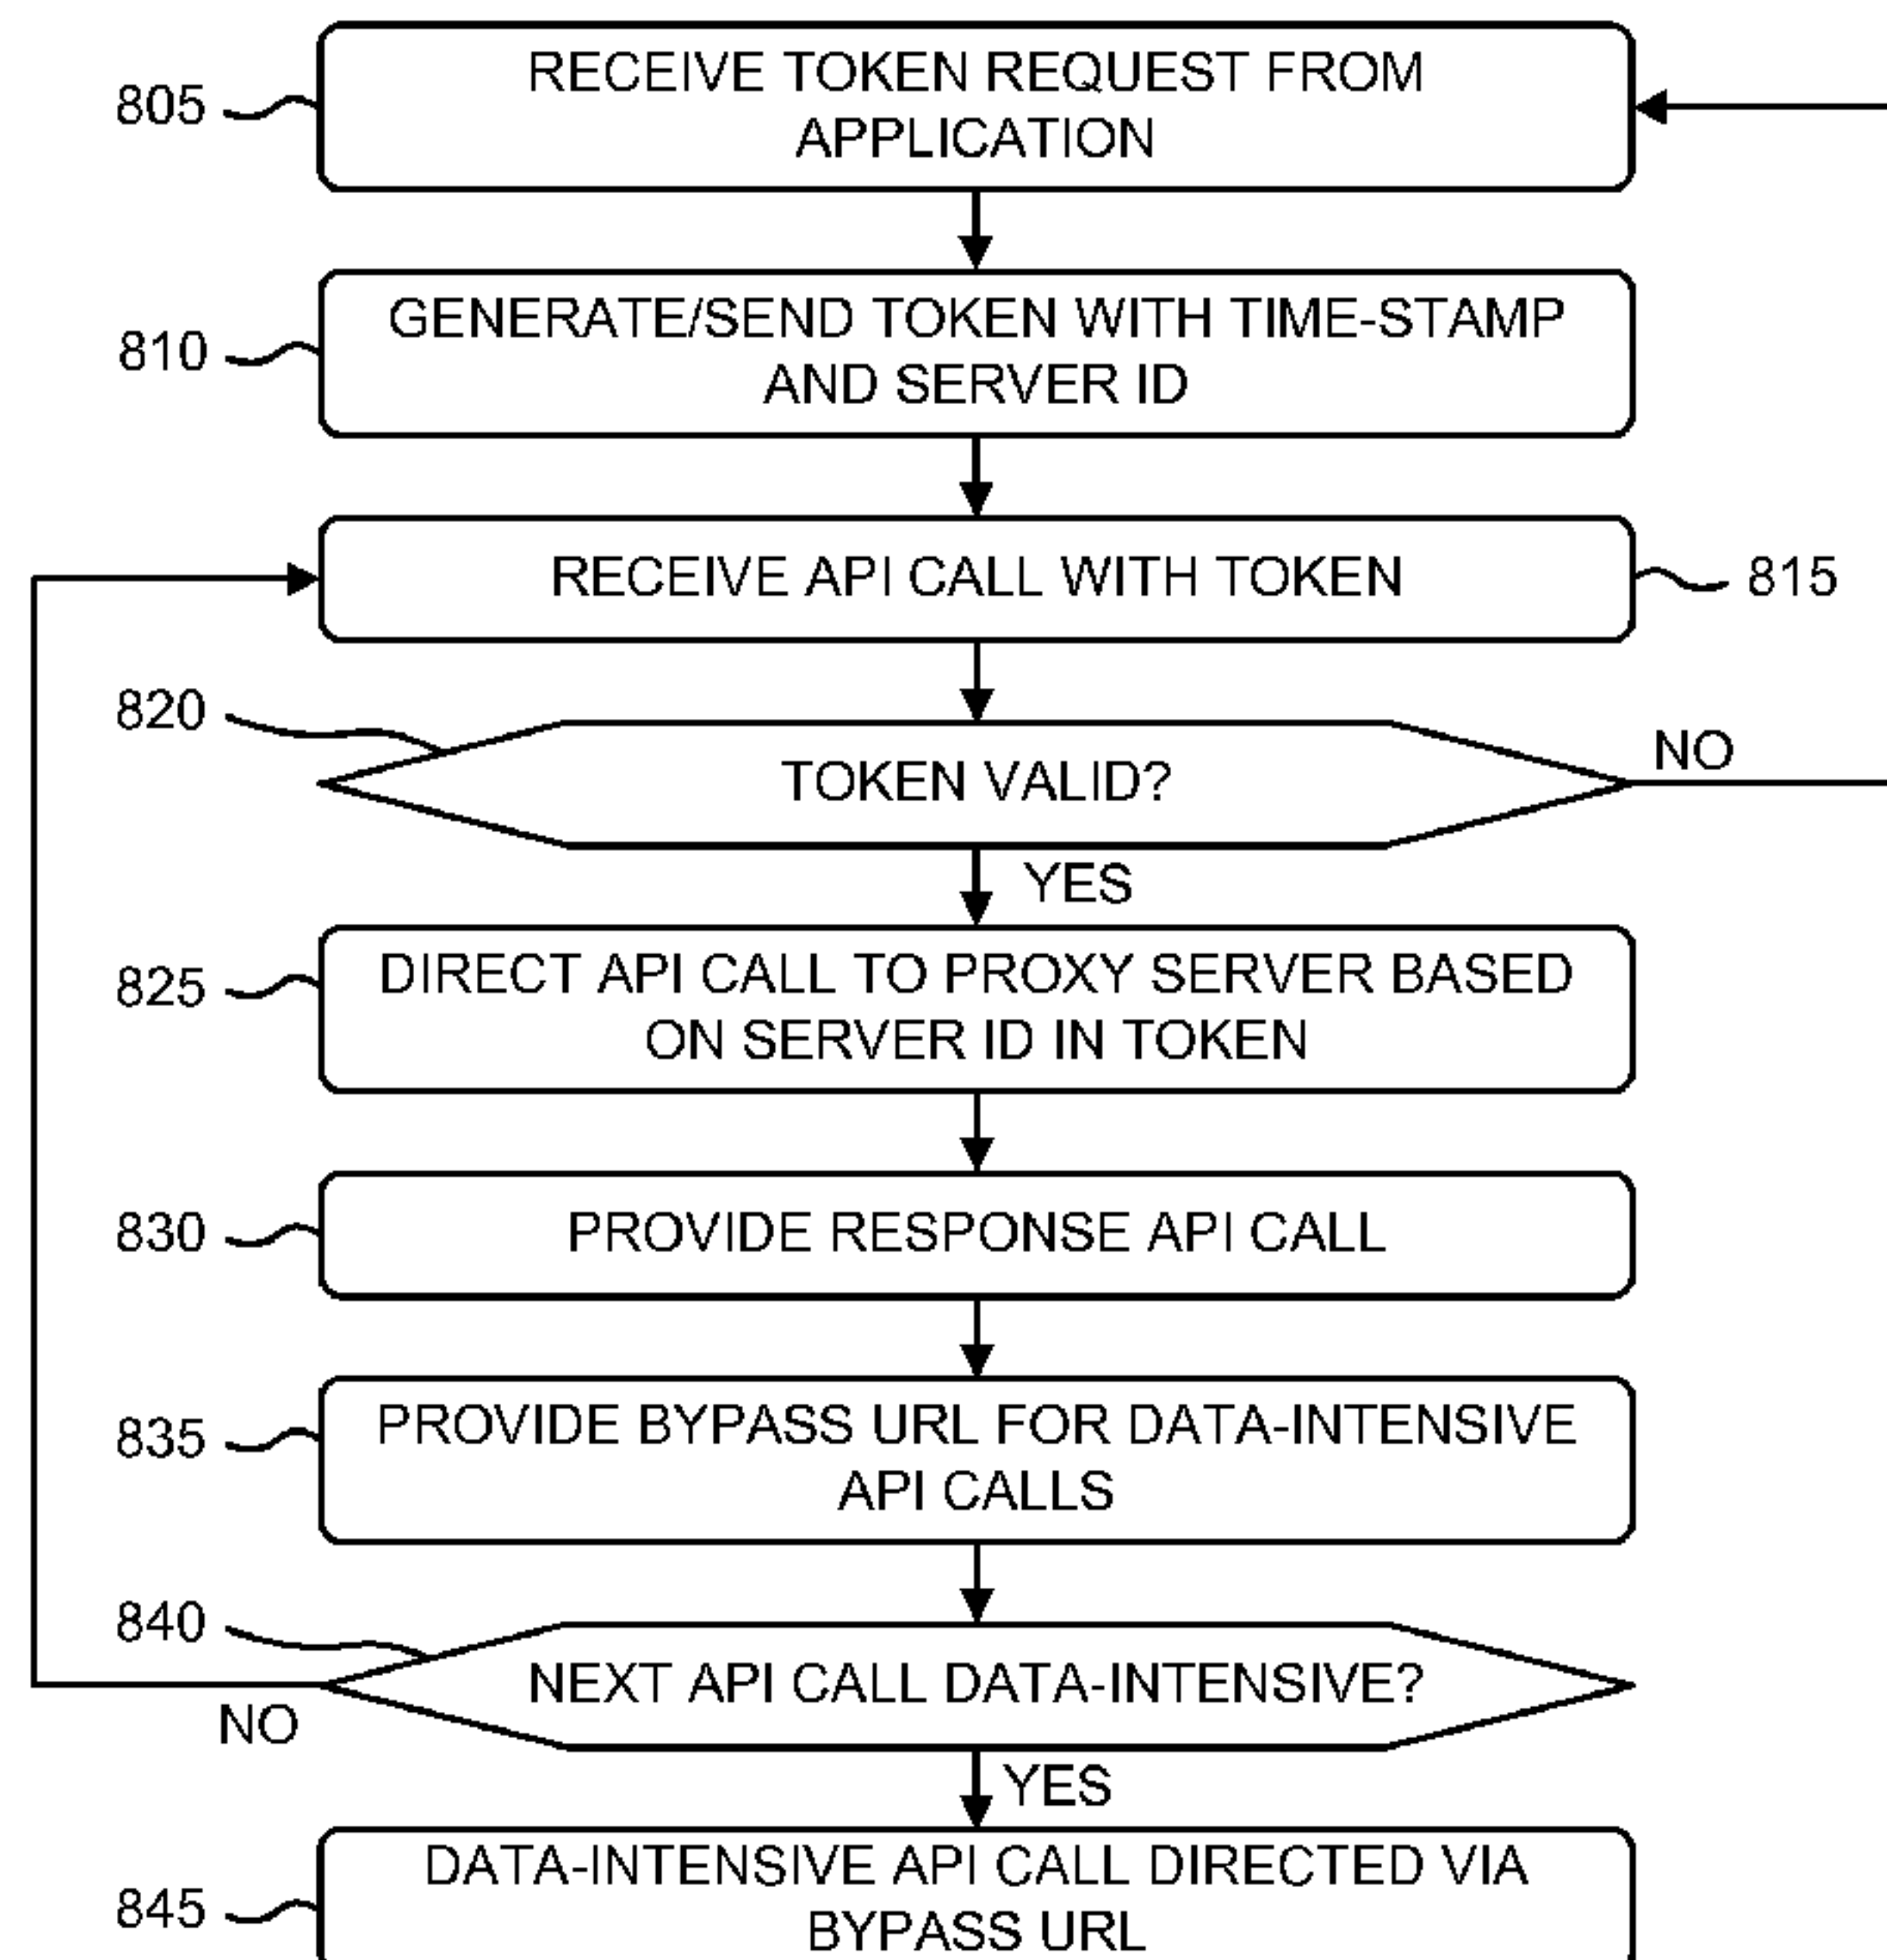 805
RECEIVE TOKEN REQUEST FROM
APPLICATION
810
GENERATE/SEND TOKEN WITH TIME-STAMP
AND SERVER ID
RECEIVE API CALL WITH TOKEN
815
820
TOKEN VALID?
NO
YES
825
DIRECT API CALL TO PROXY SERVER BASED
ON SERVER ID IN TOKEN
830
PROVIDE RESPONSE API CALL
835
PROVIDE BYPASS URL FOR DATA-INTENSIVE
API CALLS
840
NEXT API CALL DATA-INTENSIVE?
NO
YES
845
DATA-INTENSIVE API CALL DIRECTED VIA
BYPASS URL